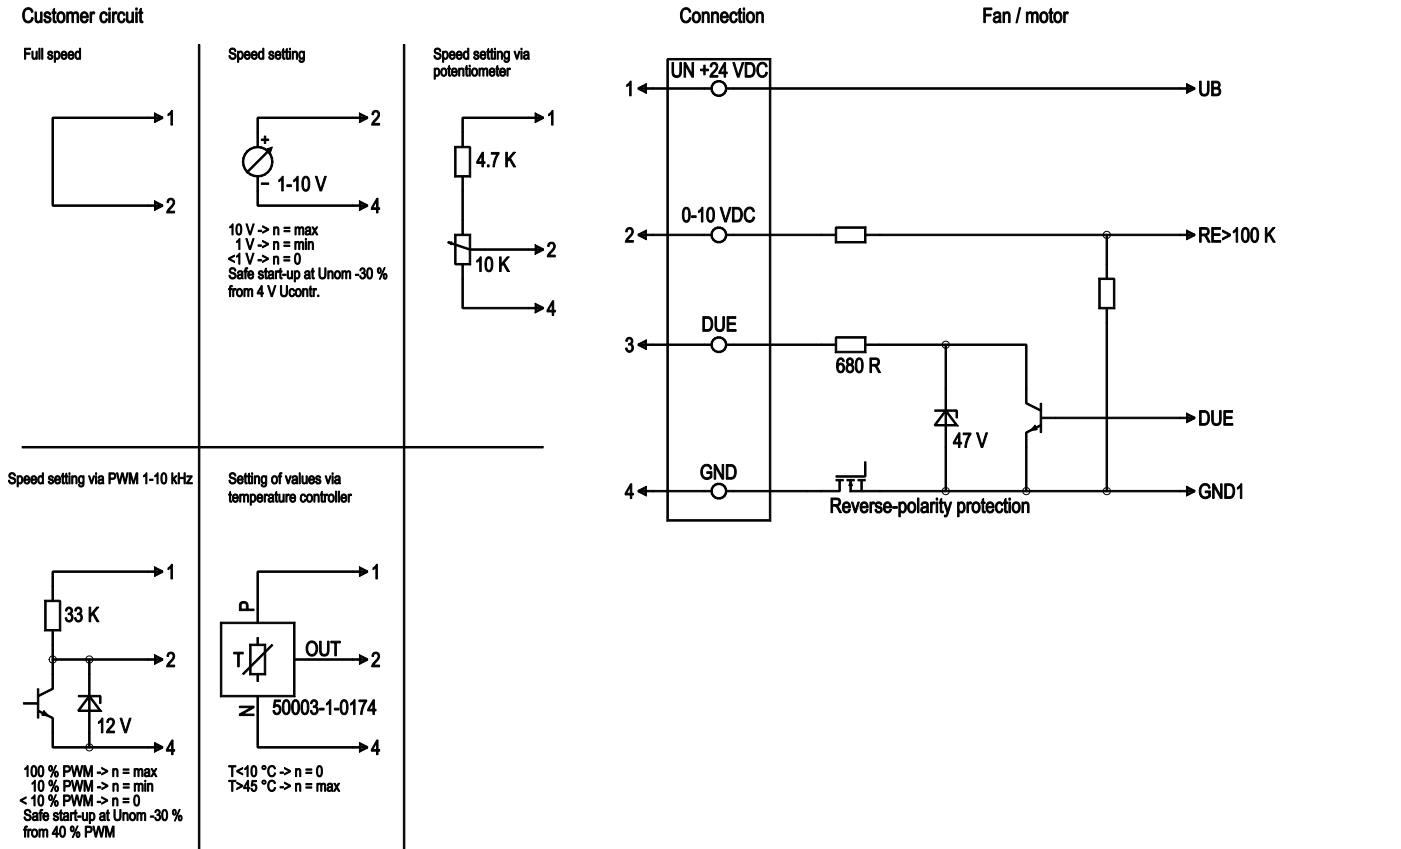 Customer circuit
Full speed
1
2
Speed setting
2
+
–
1-10 V
4
10 V -> n = max
1 V -> n = min
<1 V -> n = 0
Safe start-up at Unom -30 %
from 4 V Ucontr.
Speed setting via
potentiometer
1
4.7 K
2
10 K
4
Speed setting via PWM 1-10 kHz
1
33 K
2
12 V
4
100 % PWM -> n = max
10 % PWM -> n = min
< 10 % PWM -> n = 0
Safe start-up at Unom -30 %
from 40 % PWM
Setting of values via
temperature controller
1
P
T
OUT
2
N
50003-1-0174
4
T<10 °C -> n = 0
T>45 °C -> n = max
Connection
Fan / motor
UN +24 VDC
1
UB
0-10 VDC
2
RE>100 K
DUE
3
680 R
DUE
47 V
GND
4
GND1
Reverse-polarity protection